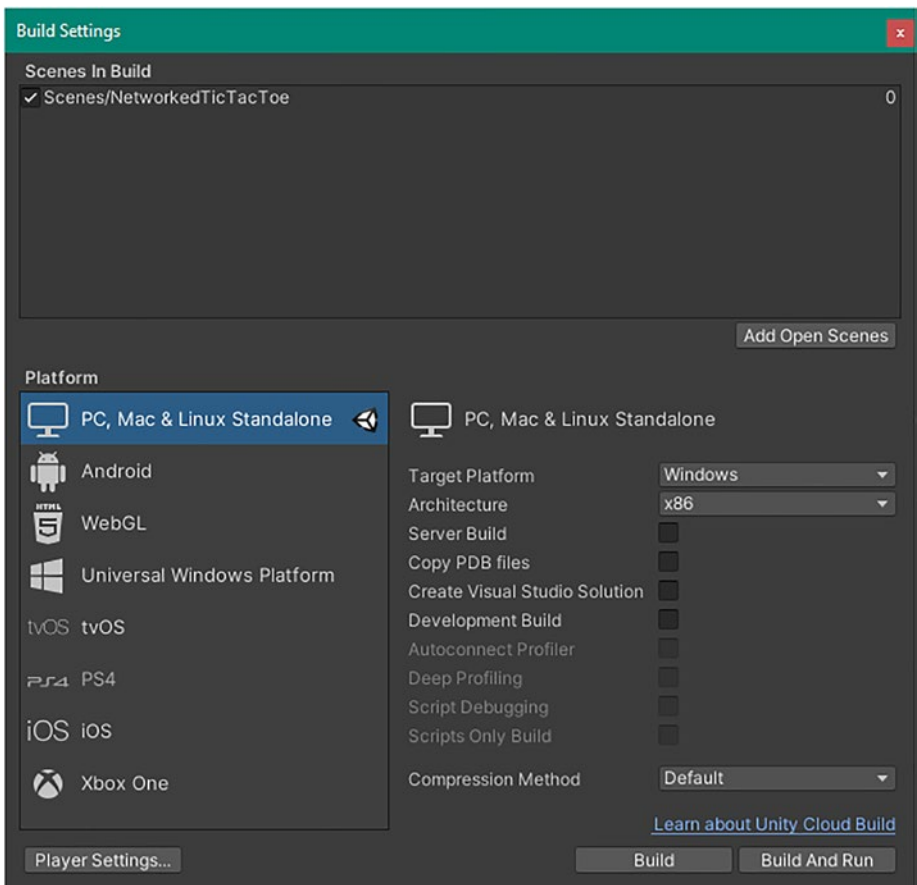 Build Settings
x
Scenes In Build
Scenes/NetworkedTicTacToe 0
Add Open Scenes
Platform
PC, Mac & Linux Standalone
Android
HTML 5 WebGL
Universal Windows Platform
tvOS tvOS
PS4 PS4
iOS iOS
Xbox One
PC, Mac & Linux Standalone
Target Platform Windows
Architecture x86
Server Build
Copy PDB files
Create Visual Studio Solution
Development Build
Autoconnect Profiler
Deep Profiling
Script Debugging
Scripts Only Build
Compression Method Default
Learn about Unity Cloud Build
Player Settings... Build Build And Run